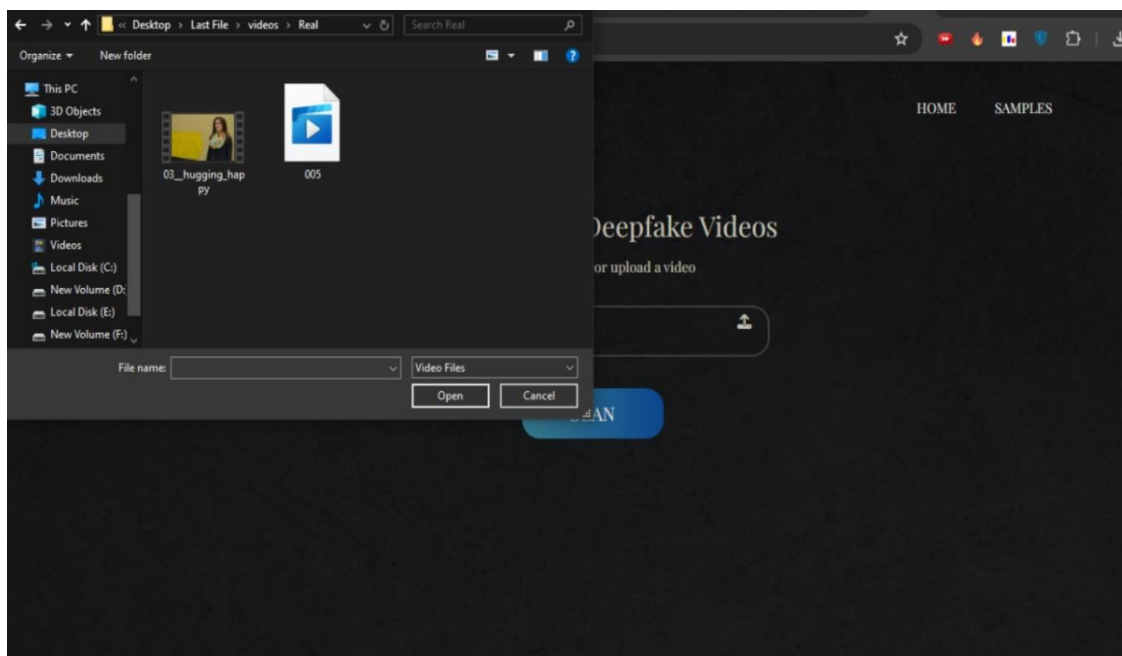 « Desktop › Last File › videos › Real
Search Real
Organize
New folder
This PC
3D Objects
Desktop
Documents
Downloads
Music
Pictures
Videos
Local Disk (C:)
New Volume (D:
Local Disk (E:)
New Volume (F:)
03__hugging_hap
py
005
File name:
Video Files
Open
Cancel
HOME SAMPLES
Deepfake Videos
or upload a video